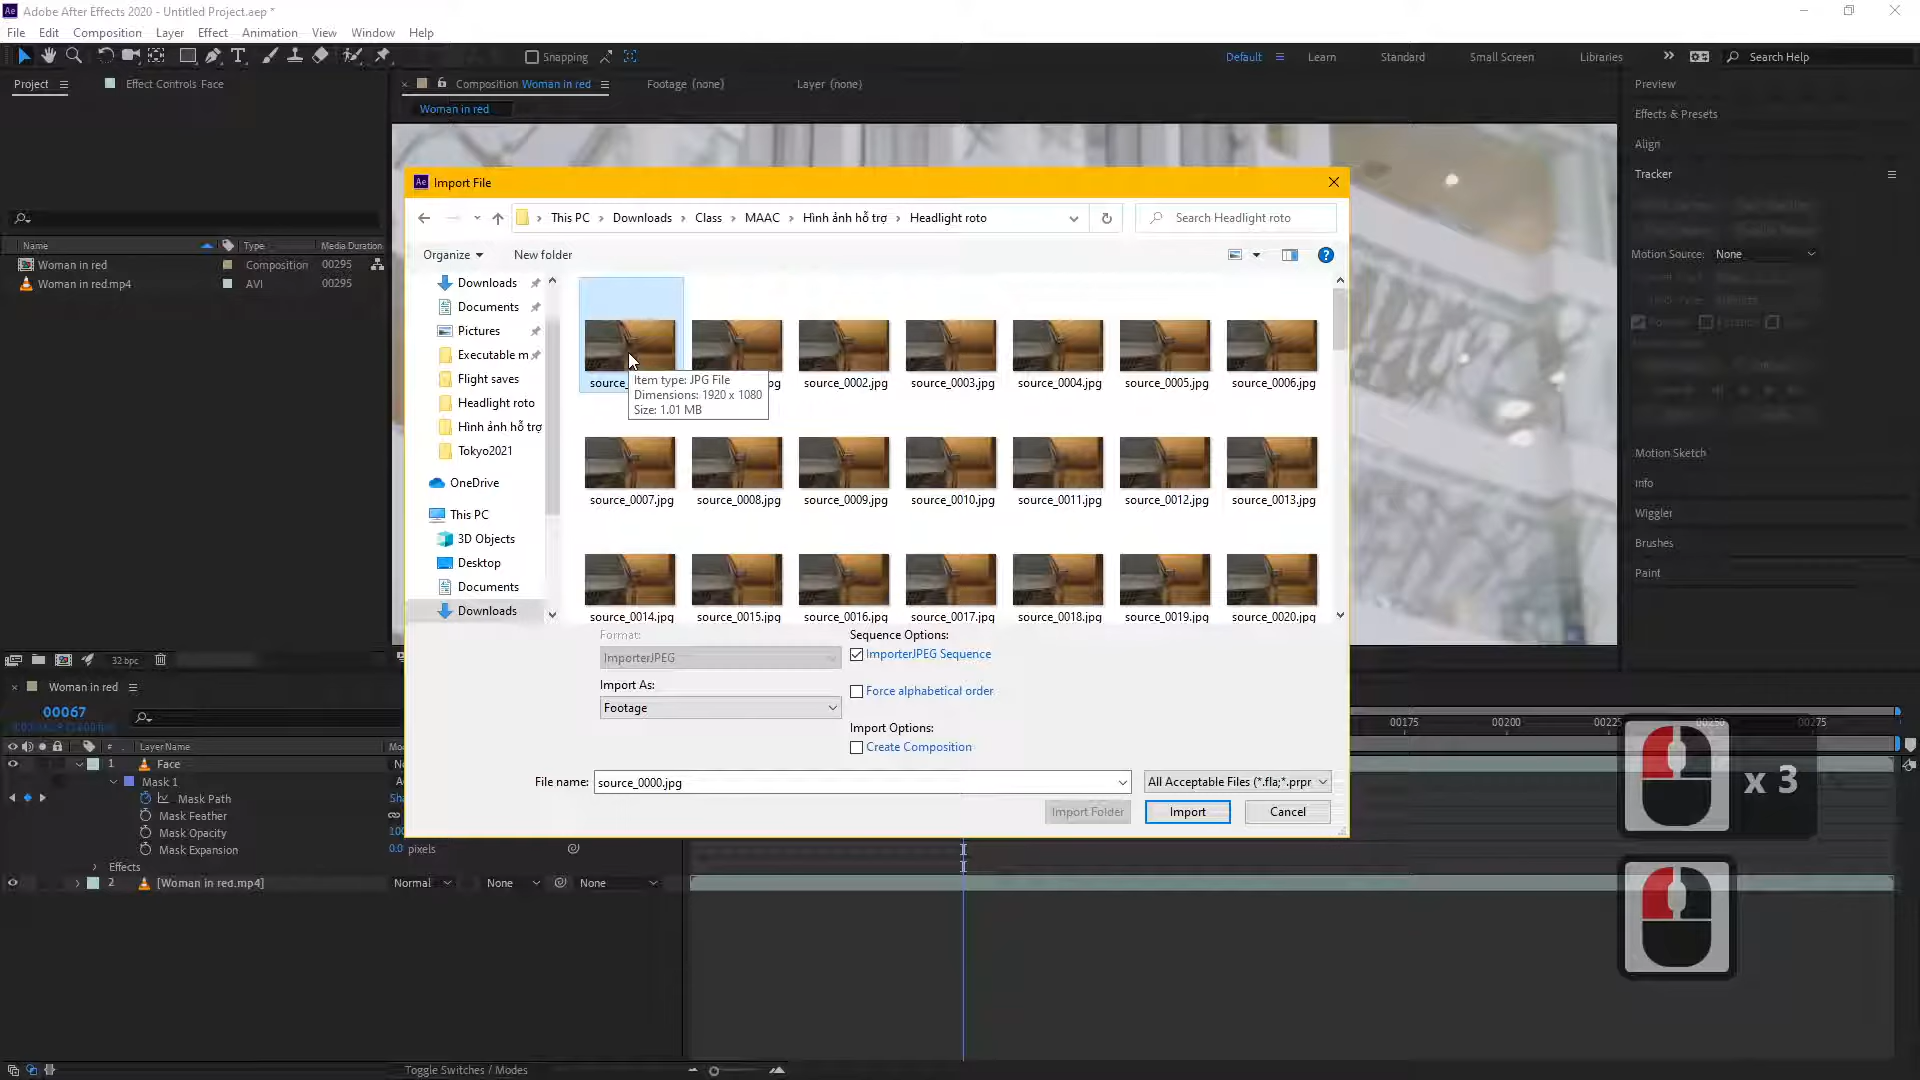 Adobe After Effects 2020 - Untitled Project.aep *
File Edit Composition Layer Effect Animation View Window Help
Snapping
Default Learn Standard Small Screen Libraries Search Help
Project Effect Controls Face
Composition Woman in red Footage (none) Layer (none)
Woman in red
Preview
Effects & Presets
Align
Tracker
Motion Source: None
Motion Sketch
Info
Wiggler
Brushes
Paint
Name Type Media Duration
Woman in red Composition 00295
Woman in red.mp4 AVI 00295
32 bpc
Import File
This PC Downloads Class MAAC Hình ảnh hỗ trợ Headlight roto
Search Headlight roto
Organize New folder
Downloads
Documents
Pictures
Executable m
Flight saves
Headlight roto
Hình ảnh hỗ trợ
Tokyo2021
OneDrive
This PC
3D Objects
Desktop
Documents
Downloads
source_ pg source_0002.jpg source_0003.jpg source_0004.jpg source_0005.jpg source_0006.jpg
Item type: JPG File
Dimensions: 1920 x 1080
Size: 1.01 MB
source_0007.jpg source_0008.jpg source_0009.jpg source_0010.jpg source_0011.jpg source_0012.jpg source_0013.jpg
source_0014.jpg source_0015.jpg source_0016.jpg source_0017.jpg source_0018.jpg source_0019.jpg source_0020.jpg
Format:
ImporterJPEG
Import As:
Footage
Sequence Options:
ImporterJPEG Sequence
Force alphabetical order
Import Options:
Create Composition
File name: source_0000.jpg All Acceptable Files (*.fla;*.prpr
Import Folder Import Cancel
Woman in red
00067
# Layer Name
1 Face
Mask 1
Mask Path
Mask Feather
Mask Opacity
Mask Expansion 0.0 pixels
Effects
2 [Woman in red.mp4] Normal None None
00175 00200 00225 00250 00275
x 3
Toggle Switches / Modes